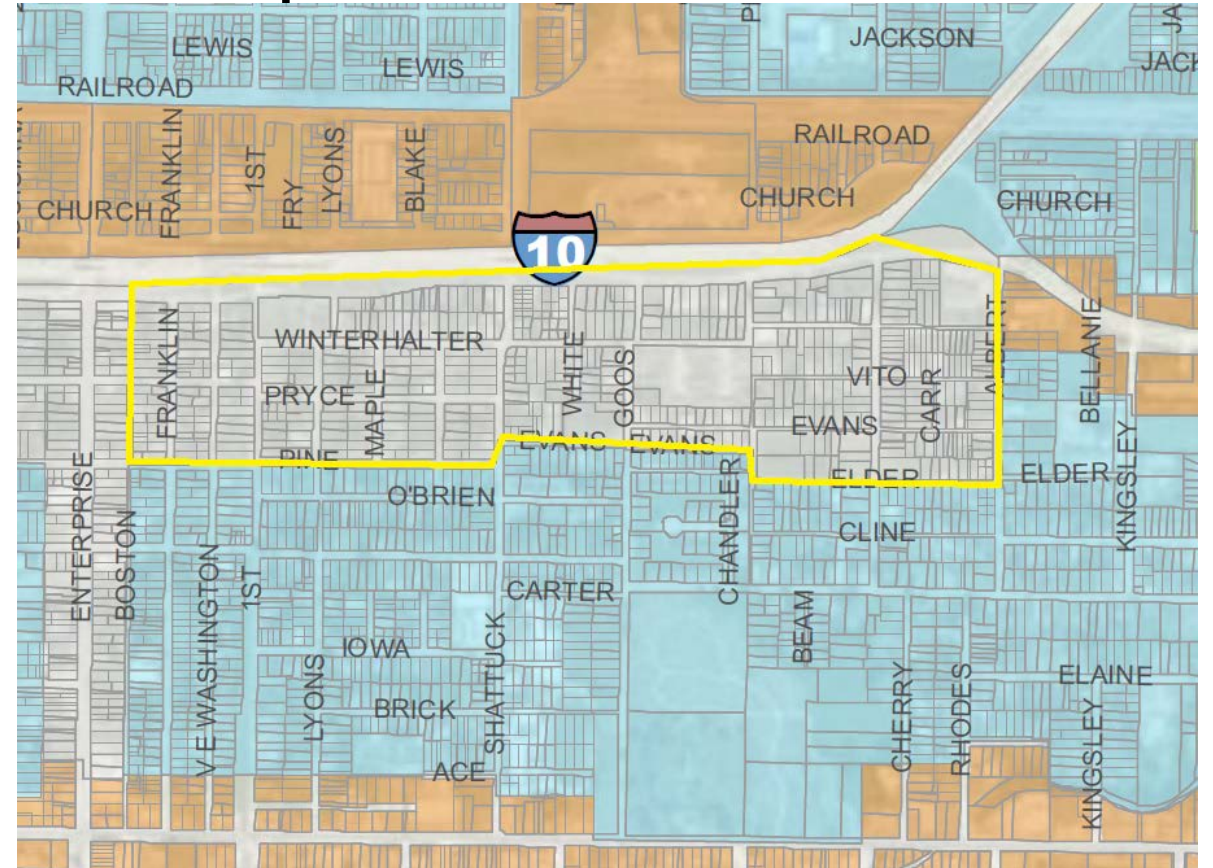 LEWIS
LEWIS
JACKSON
RAILROAD
FRANKLIN
1ST
FRY
LYONS
BLAKE
RAILROAD
CHURCH
CHURCH
CHURCH
10
FRANKLIN
WINTERHALTER
PRYCE
MAPLE
WHITE
GOOS
VITO
CARR
ALBERT
BELLANIE
EVANS
EVANS
EVANS
PINE
ELDER
ELDER
ENTERPRISE
BOSTON
O'BRIEN
CHANDLER
CLINE
KINGSLEY
V E WASHINGTON
1ST
CARTER
IOWA
LYONS
BRICK
SHATTUCK
ACE
BEAM
CHERRY
RHODES
ELAINE
KINGSLEY